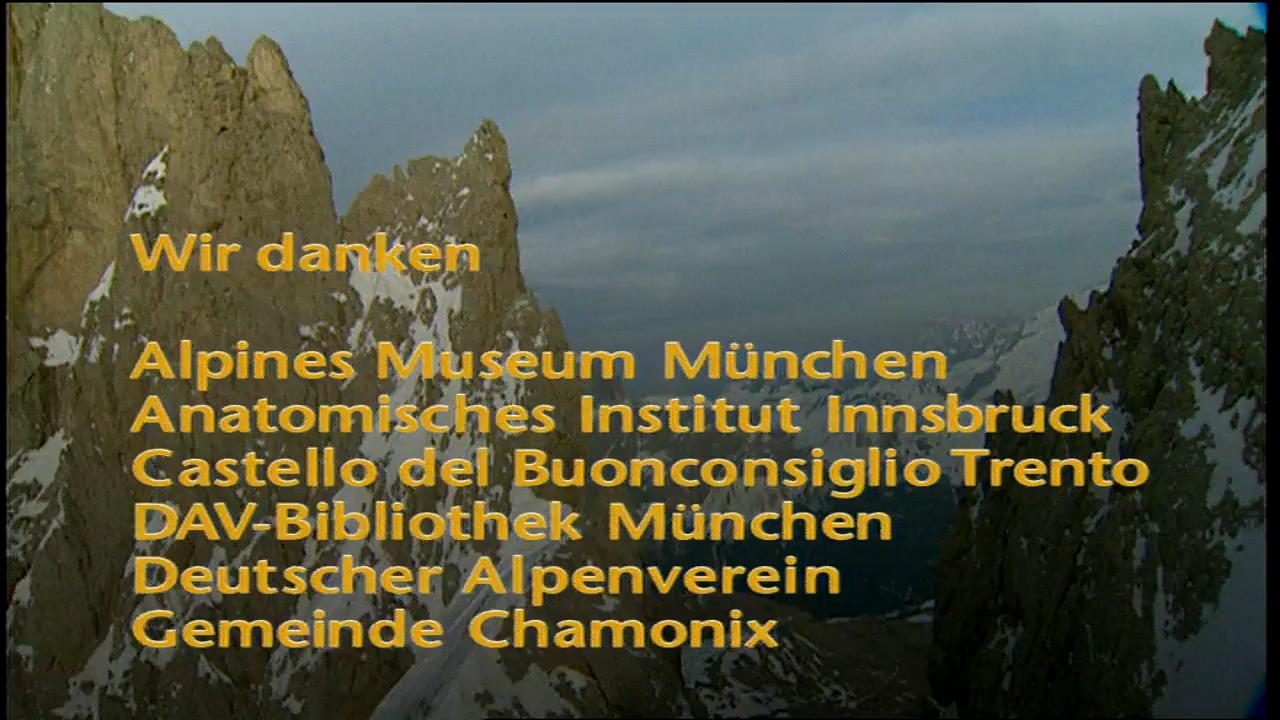 Wir danken
Alpines Museum München
Anatomisches Institut Innsbruck
Castello del Buonconsiglio Trento
DAV-Bibliothek München
Deutscher Alpenverein
Gemeinde Chamonix